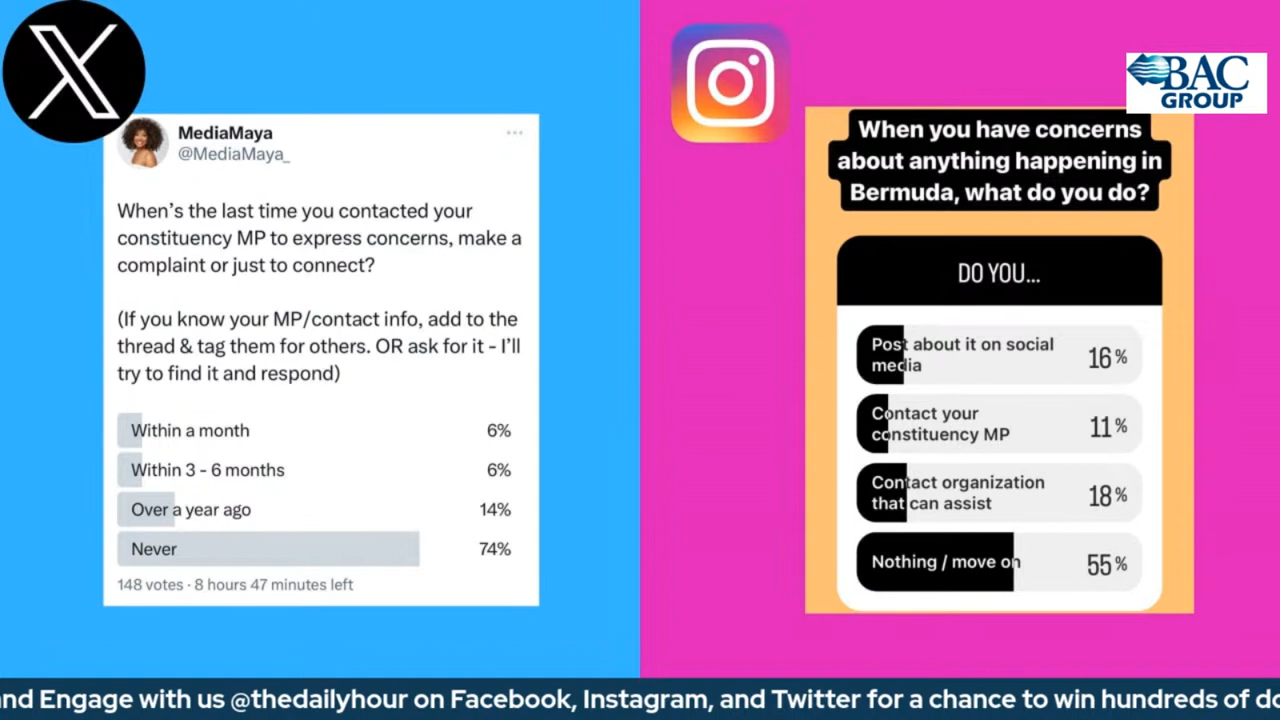 MediaMaya
@MediaMaya_
When's the last time you contacted your
constituency MP to express concerns, make a
complaint or just to connect?
(If you know your MP/contact info, add to the
thread & tag them for others. OR ask for it - I'll
try to find it and respond)
Within a month 6%
Within 3 - 6 months 6%
Over a year ago 14%
Never 74%
148 votes · 8 hours 47 minutes left
BAC
GROUP
When you have concerns
about anything happening in
Bermuda, what do you do?
DO YOU...
Post about it on social
media 16%
Contact your
constituency MP 11%
Contact organization
that can assist 18%
Nothing / move on 55%
and Engage with us @thedailyhour on Facebook, Instagram, and Twitter for a chance to win hundreds of